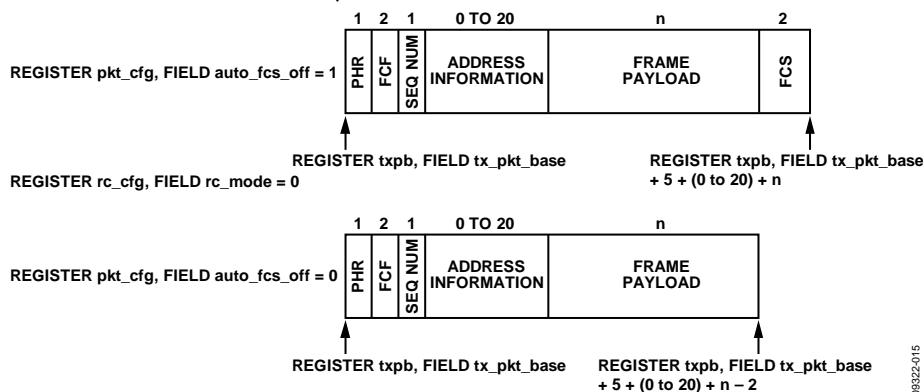 1 2 1 0 TO 20 n 2
REGISTER pkt_cfg, FIELD auto_fcs_off = 1
PHR
FCF
SEQ NUM
ADDRESS
INFORMATION
FRAME
PAYLOAD
FCS
REGISTER txpb, FIELD tx_pkt_base
REGISTER txpb, FIELD tx_pkt_base
+ 5 + (0 to 20) + n
REGISTER rc_cfg, FIELD rc_mode = 0
1 2 1 0 TO 20 n
REGISTER pkt_cfg, FIELD auto_fcs_off = 0
PHR
FCF
SEQ NUM
ADDRESS
INFORMATION
FRAME
PAYLOAD
REGISTER txpb, FIELD tx_pkt_base
REGISTER txpb, FIELD tx_pkt_base
+ 5 + (0 to 20) + n – 2
09322-015